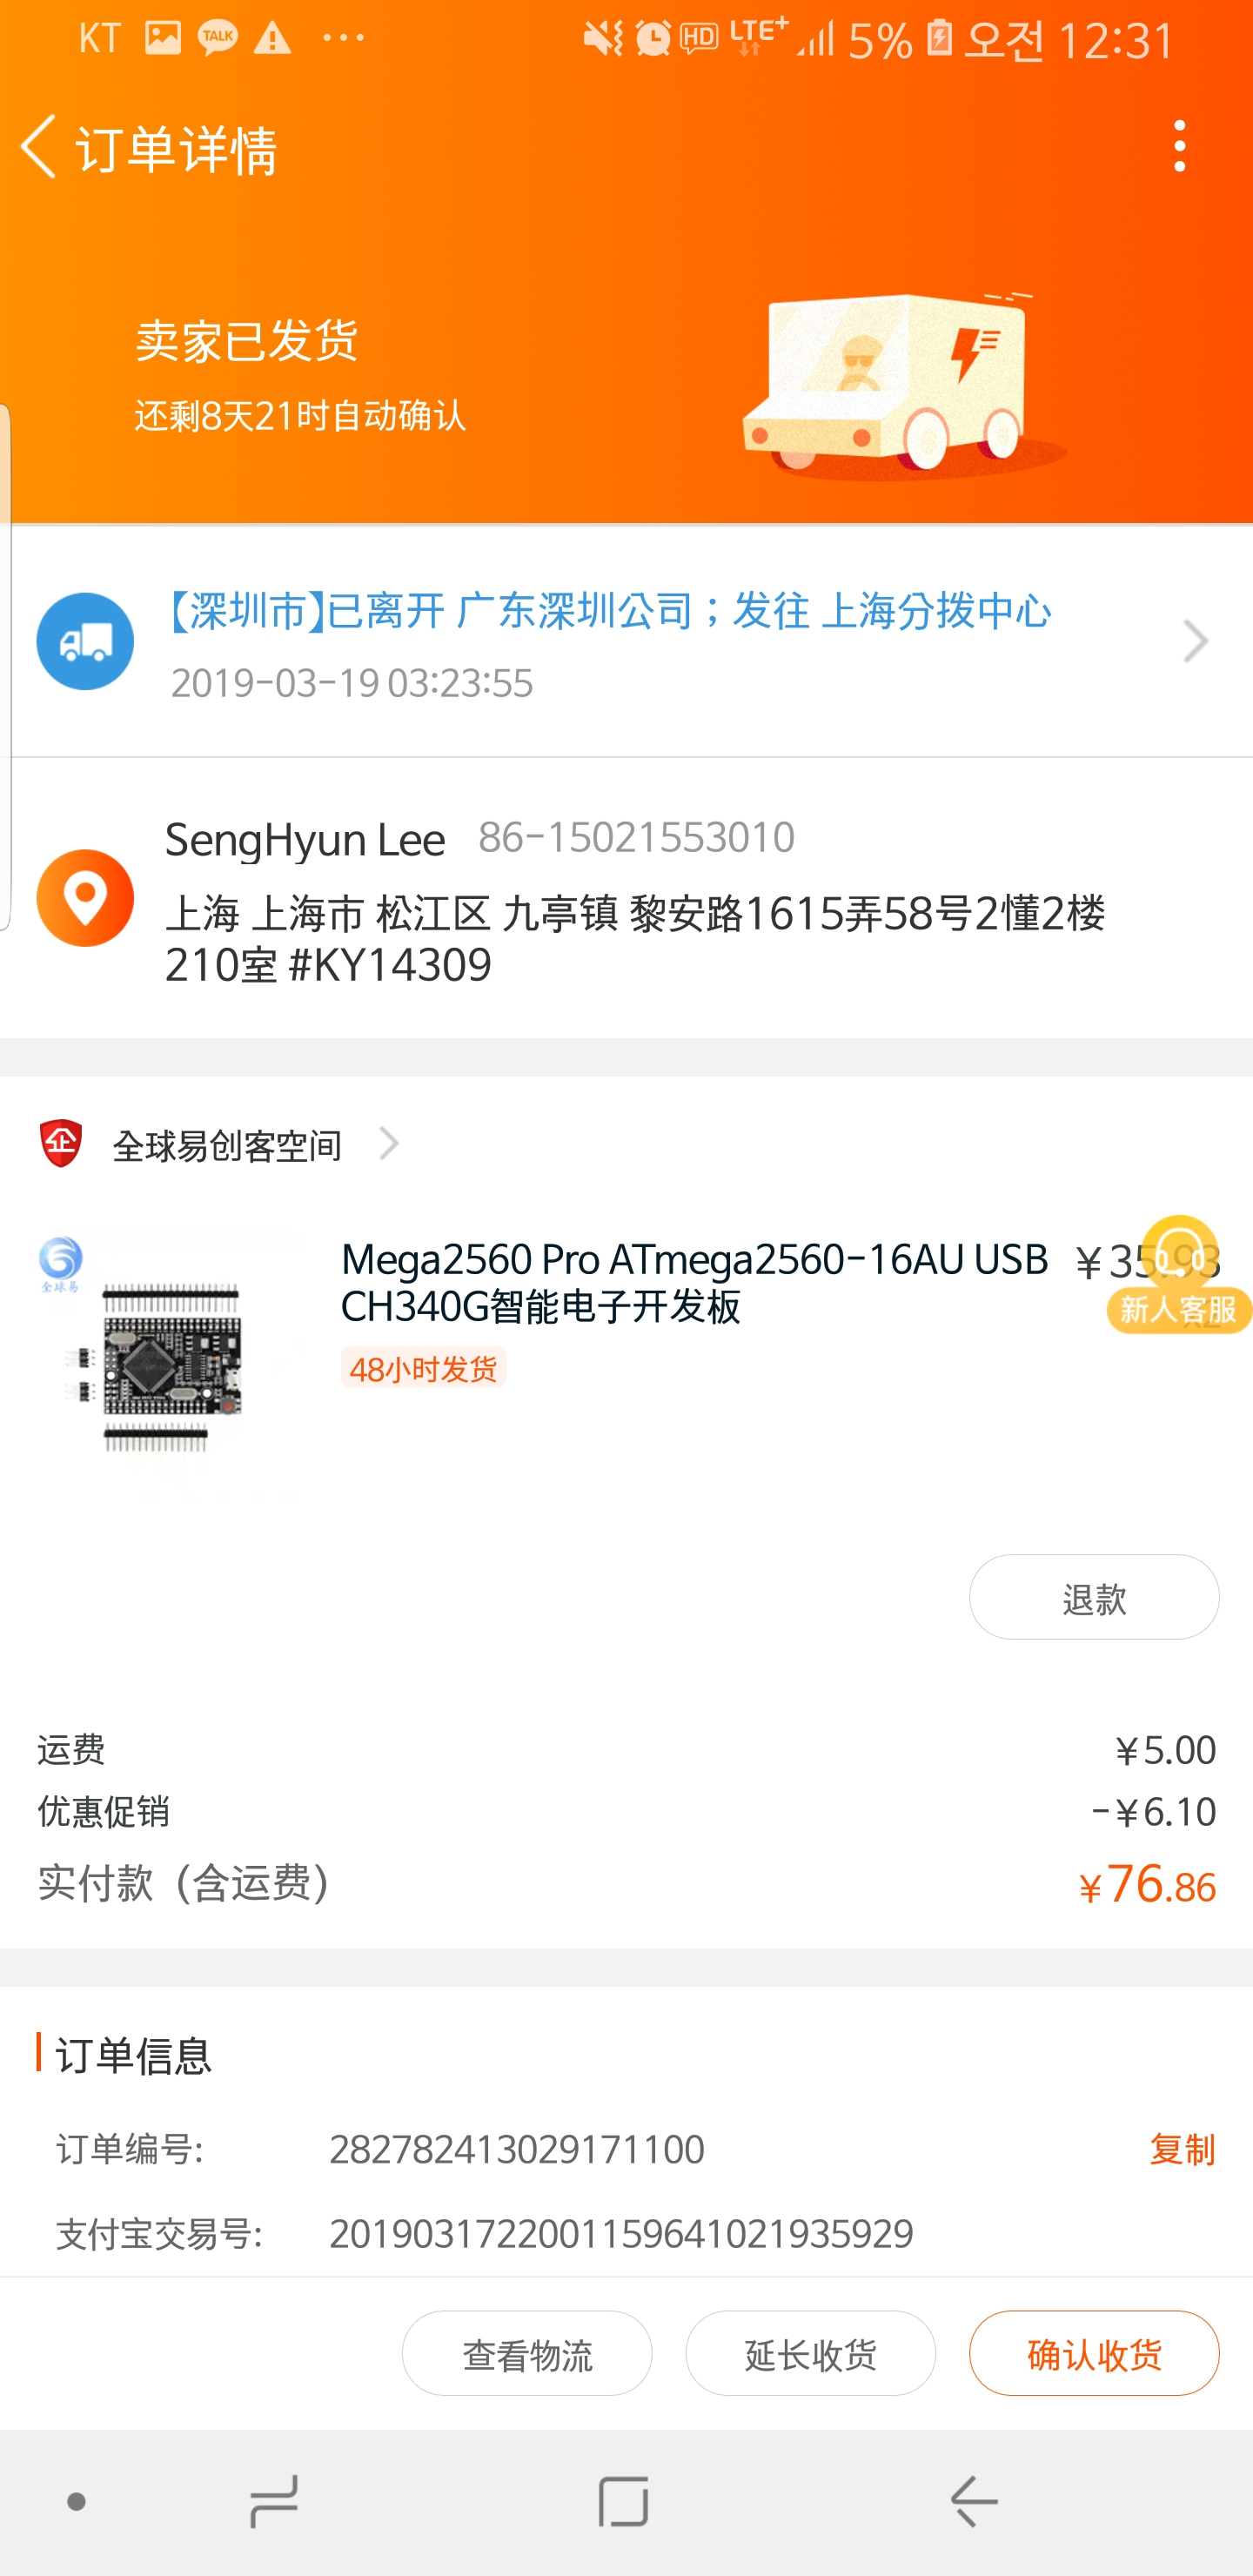 KT TALK HD LTE+ 5% 오전 12:31
订单详情
卖家已发货
还剩8天21时自动确认
【深圳市】已离开 广东深圳公司；发往 上海分拨中心
2019-03-19 03:23:55
SengHyun Lee 86-15021553010
上海 上海市 松江区 九亭镇 黎安路1615弄58号2懂2楼
210室 #KY14309
企 全球易创客空间
全球易
Mega2560 Pro ATmega2560-16AU USB ￥35.93
CH340G智能电子开发板
新人客服
48小时发货
退款
运费 ￥5.00
优惠促销 -￥6.10
实付款（含运费） ￥76.86
订单信息
订单编号: 282782413029171100 复制
支付宝交易号: 2019031722001159641021935929
查看物流 延长收货 确认收货